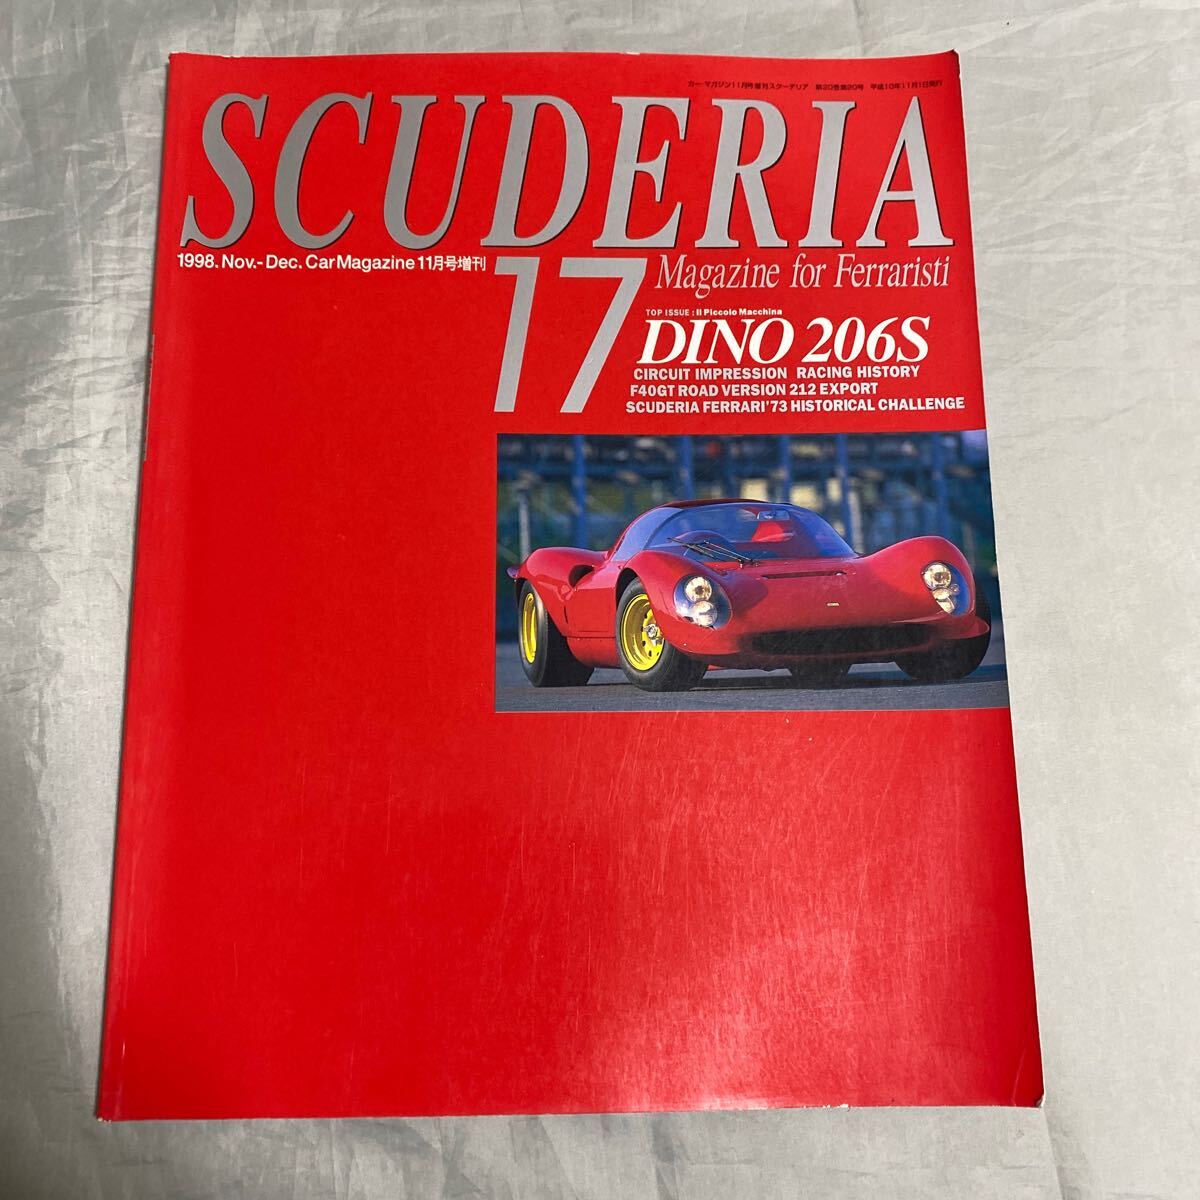 カー・マガジン11月号増刊スクーデリア 第20巻第20号 平成10年11月1日発行
SCUDERIA
1998. Nov.-Dec. CarMagazine 11月号増刊
17
Magazine for Ferraristi
TOP ISSUE : Il Piccolo Macchina
DINO 206S
CIRCUIT IMPRESSION RACING HISTORY
F40GT ROAD VERSION 212 EXPORT
SCUDERIA FERRARI'73 HISTORICAL CHALLENGE